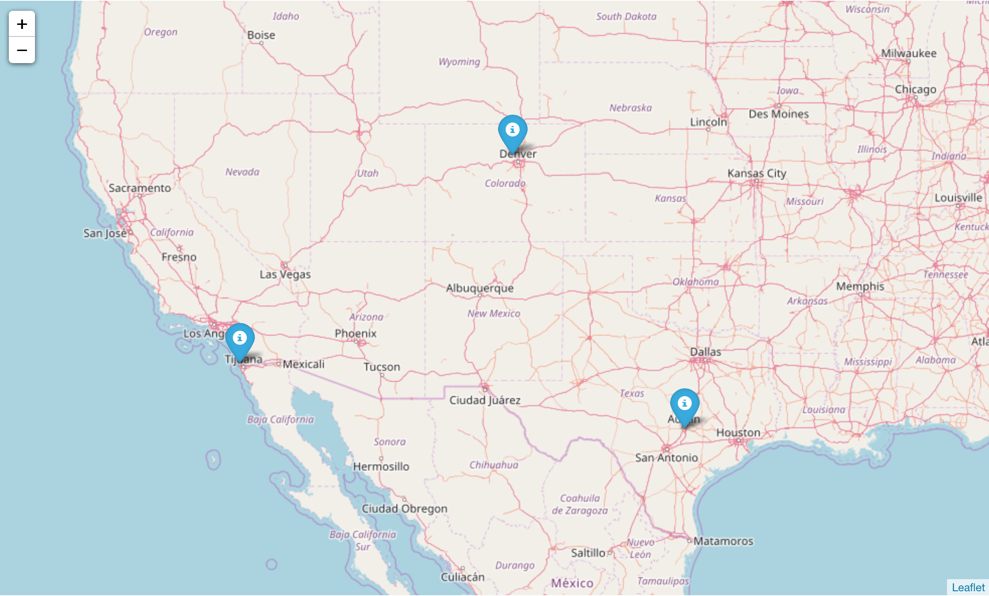 +
−
Oregon
Idaho
Boise
South Dakota
Wisconsin
Wyoming
Milwaukee
Chicago
Iowa
Nebraska
Lincoln
Des Moines
Denver
Colorado
Illinois
Indiana
Nevada
Utah
Kansas
Kansas City
Missouri
Louisville
Sacramento
San José
California
Fresno
Kentuck
Las Vegas
Albuquerque
Oklahoma
Tennessee
Memphis
Arkansas
New Mexico
Arizona
Phoenix
Los Ang
Atla
Tijuana
Mexicali
Tucson
Dallas
Mississippi
Alabama
Texas
Ciudad Juárez
Louisiana
Baja California
Austin
Houston
Sonora
Hermosillo
Chihuahua
San Antonio
Ciudad Obregon
Coahuila
de Zaragoza
Baja California
Sur
Matamoros
Nuevo
León
Saltillo
Durango
Culiacán
México
Tamaulipas
Leaflet